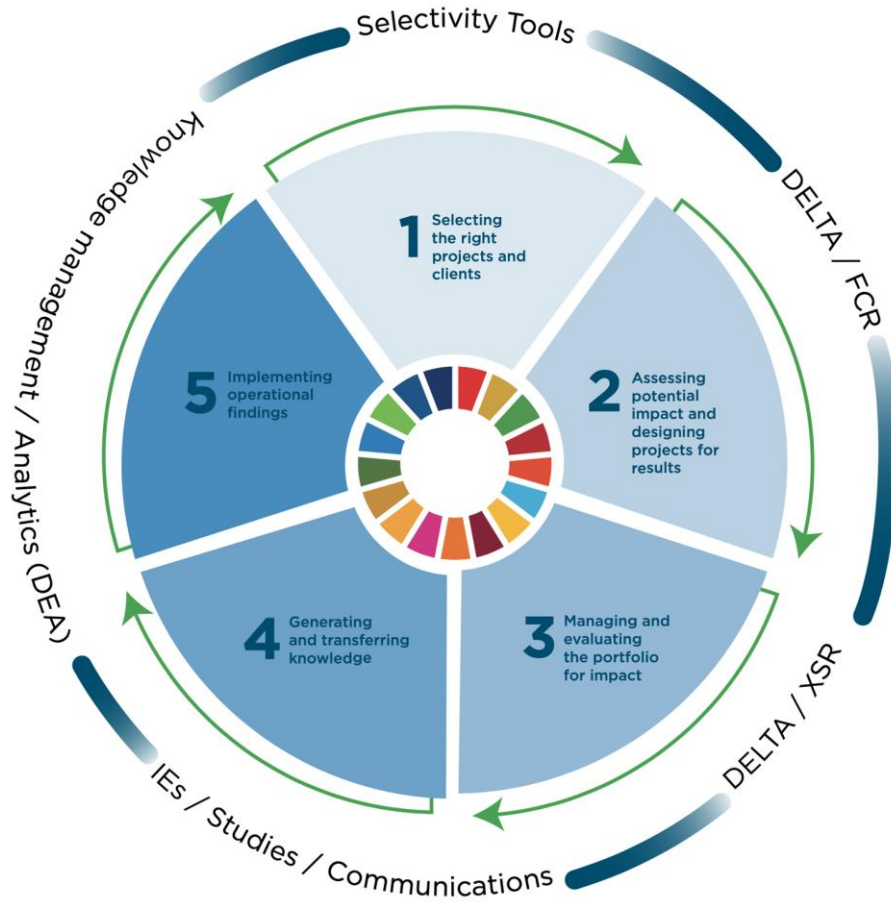 Selectivity Tools
DELTA / FCR
DELTA / XSR
IEs / Studies / Communications
Knowledge management / Analytics (DEA)
1
Selecting
the right
projects and
clients
2
Assessing
potential
impact and
designing
projects for
results
3
Managing and
evaluating
the portfolio
for impact
4
Generating
and transferring
knowledge
5
Implementing
operational
findings